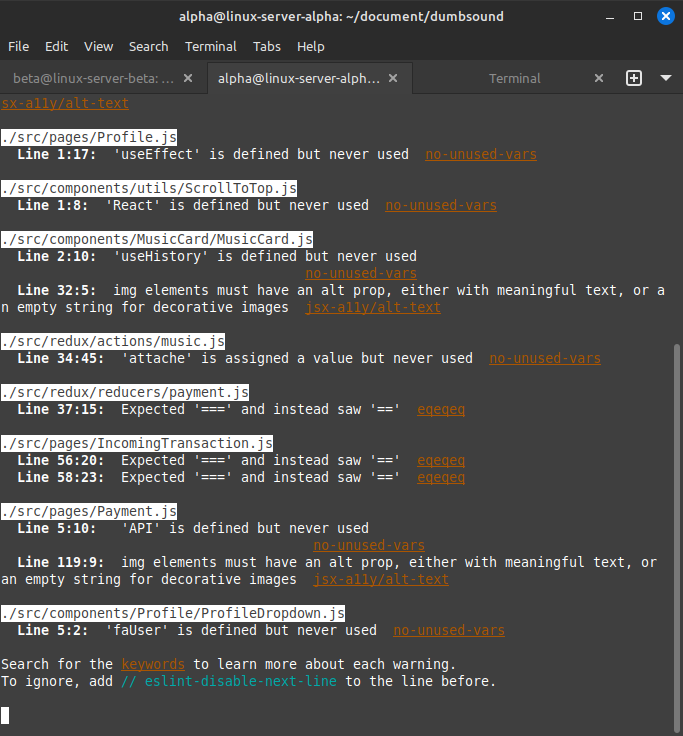 alpha@linux-server-alpha: ~/document/dumbsound
File Edit View Search Terminal Tabs Help
beta@linux-server-beta: ... × alpha@linux-server-alph... × Terminal ×
sx-a11y/alt-text
./src/pages/Profile.js
Line 1:17: 'useEffect' is defined but never used no-unused-vars
./src/components/utils/ScrollToTop.js
Line 1:8: 'React' is defined but never used no-unused-vars
./src/components/MusicCard/MusicCard.js
Line 2:10: 'useHistory' is defined but never used
no-unused-vars
Line 32:5: img elements must have an alt prop, either with meaningful text, or a
n empty string for decorative images jsx-a11y/alt-text
./src/redux/actions/music.js
Line 34:45: 'attache' is assigned a value but never used no-unused-vars
./src/redux/reducers/payment.js
Line 37:15: Expected '===' and instead saw '==' eqeqeq
./src/pages/IncomingTransaction.js
Line 56:20: Expected '===' and instead saw '==' eqeqeq
Line 58:23: Expected '===' and instead saw '==' eqeqeq
./src/pages/Payment.js
Line 5:10: 'API' is defined but never used
no-unused-vars
Line 119:9: img elements must have an alt prop, either with meaningful text, or
an empty string for decorative images jsx-a11y/alt-text
./src/components/Profile/ProfileDropdown.js
Line 5:2: 'faUser' is defined but never used no-unused-vars
Search for the keywords to learn more about each warning.
To ignore, add // eslint-disable-next-line to the line before.